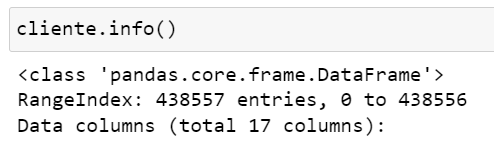 cliente.info()
<class 'pandas.core.frame.DataFrame'>
RangeIndex: 438557 entries, 0 to 438556
Data columns (total 17 columns):